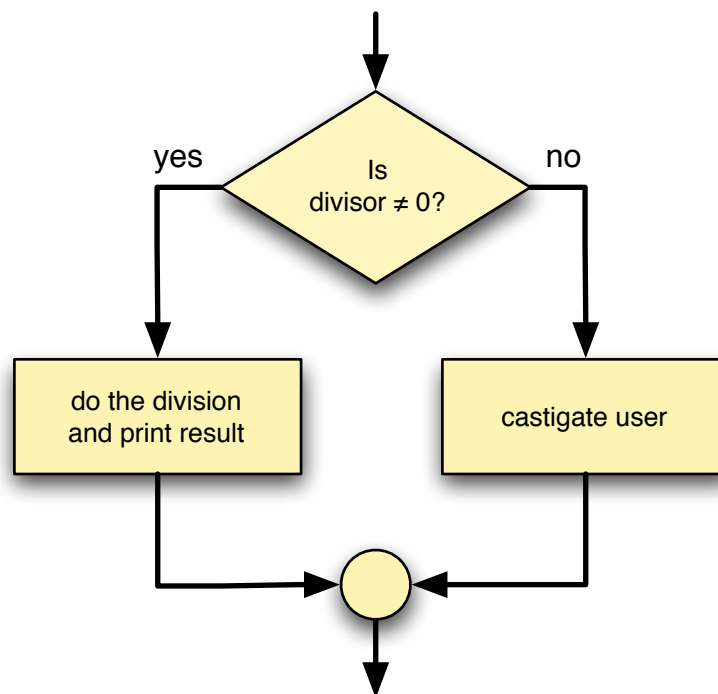 yes
no
Is
divisor ≠ 0?
do the division
and print result
castigate user